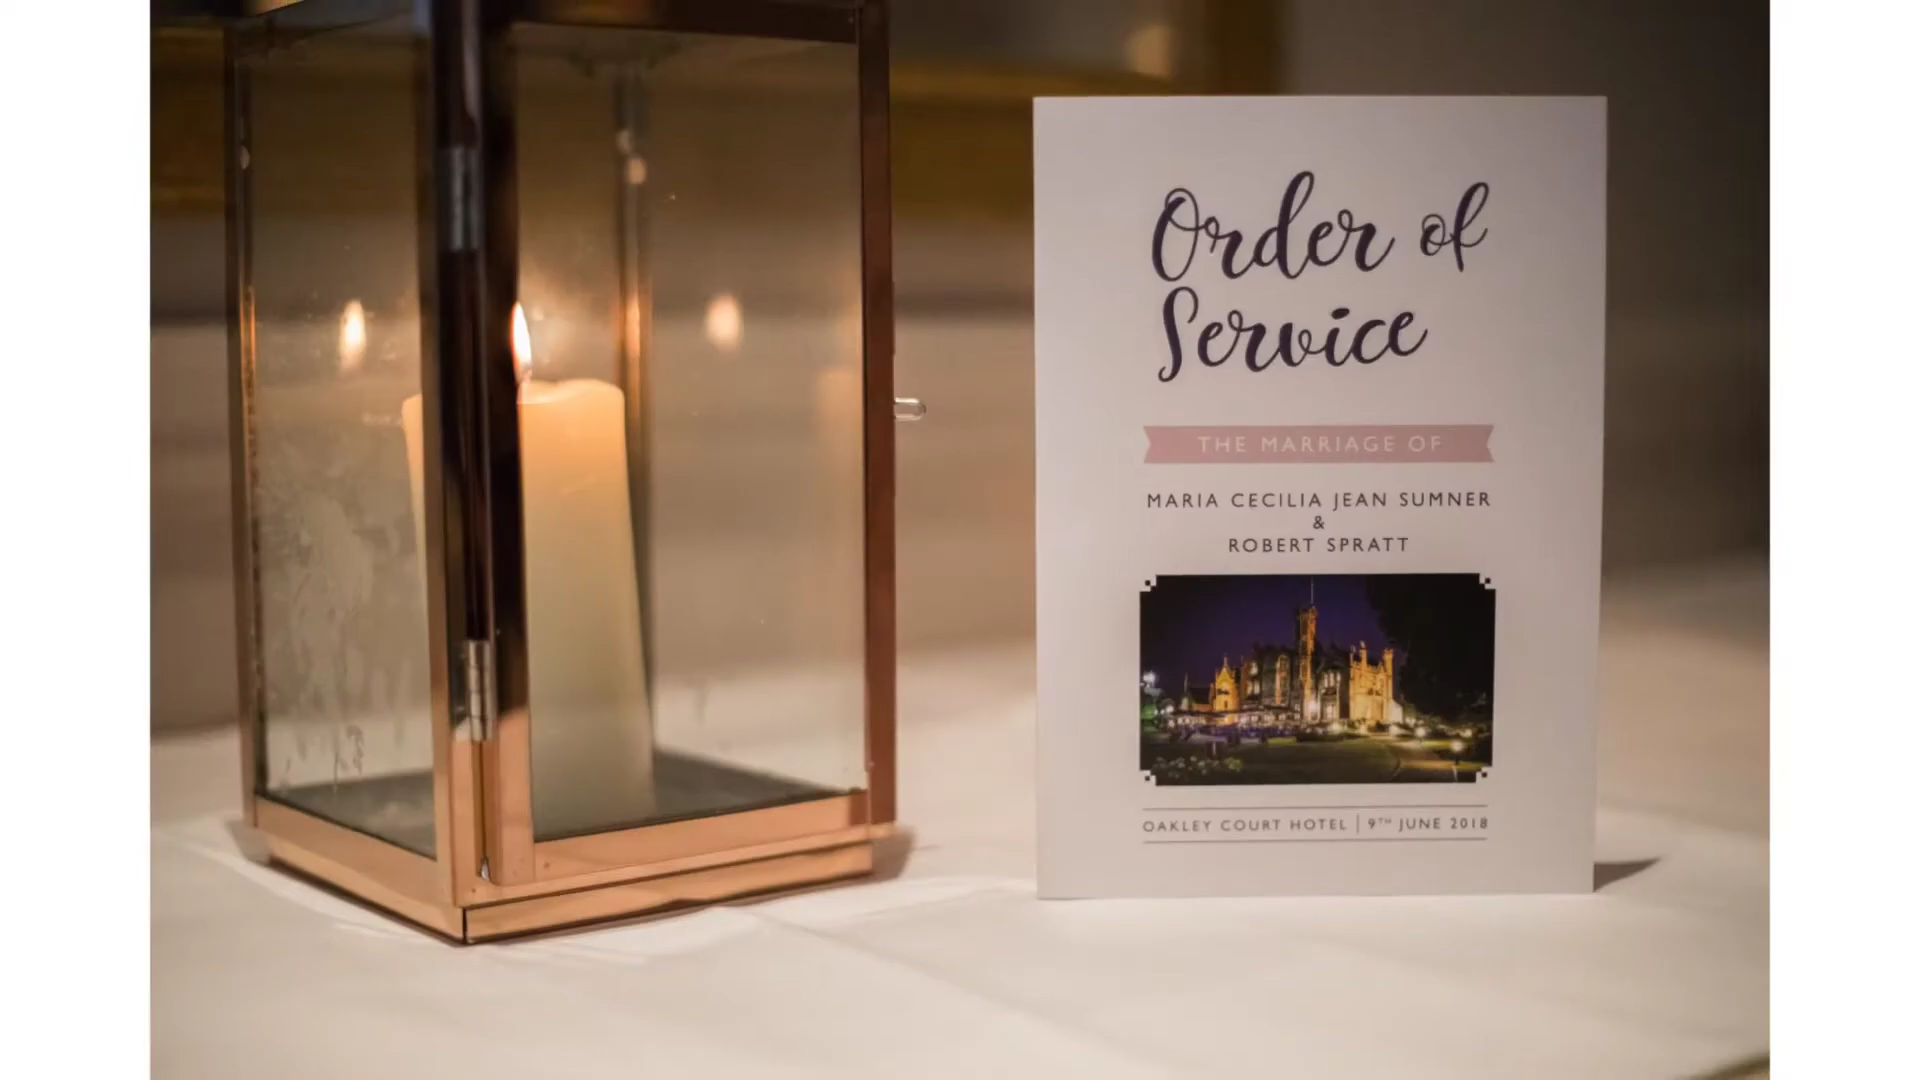 Order of
Service
THE MARRIAGE OF
MARIA CECILIA JEAN SUMNER
&
ROBERT SPRATT
OAKLEY COURT HOTEL | 9TH JUNE 2018